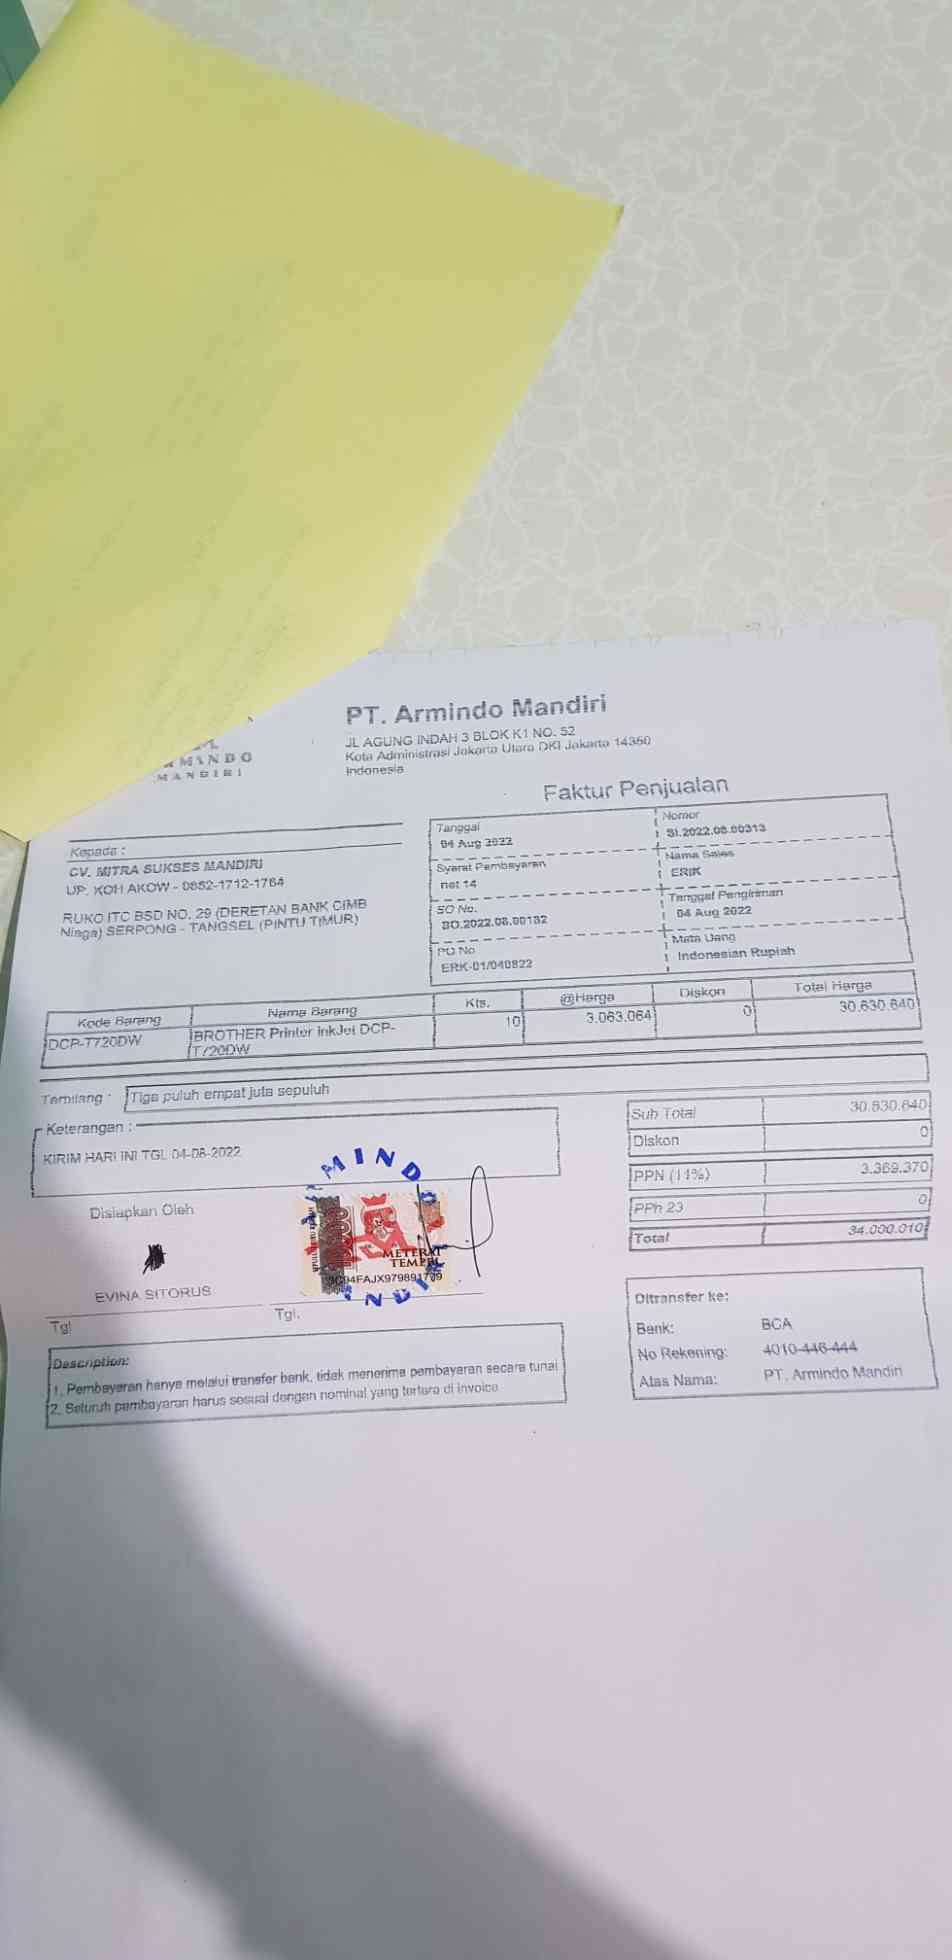 MINDO
MANDIRI
PT. Armindo Mandiri
JL AGUNG INDAH 3 BLOK K1 NO. 52
Kota Administrasi Jakarta Utara DKI Jakarta 14350
Indonesia
Faktur Penjualan
Kepada :
CV. MITRA SUKSES MANDIRI
UP. KOH AKOW - 0852-1712-1764
RUKO ITC BSD NO. 29 (DERETAN BANK CIMB
Niaga) SERPONG - TANGSEL (PINTU TIMUR)
Tanggal
04 Aug 2022
Nomor
SI.2022.08.00313
Syarat Pembayaran
net 14
Nama Sales
ERIK
SO No.
SO.2022.08.00132
Tanggal Pengiriman
04 Aug 2022
PO No
ERK-01/040822
Mata Uang
Indonesian Rupiah
Kode Barang Nama Barang Kts. @Harga Diskon Total Harga
DCP-T720DW BROTHER Printer InkJet DCP- 10 3.063.064 0 30.630.640
T720DW
Terbilang : Tiga puluh empat juta sepuluh
Keterangan :
KIRIM HARI INI TGL 04-08-2022
Sub Total 30.630.640
Diskon 0
PPN (11%) 3.369.370
PPh 23 0
Total 34.000.010
Disiapkan Oleh
EVINA SITORUS
Tgl
MINDO
METERAI
TEMPEL
94FAJX979891709
NDI
Tgl.
Ditransfer ke:
Bank: BCA
No Rekening: 4010-446-444
Atas Nama: PT. Armindo Mandiri
Description:
1. Pembayaran hanya melalui transfer bank, tidak menerima pembayaran secara tunai
2. Seluruh pembayaran harus sesuai dengan nominal yang tertera di invoice